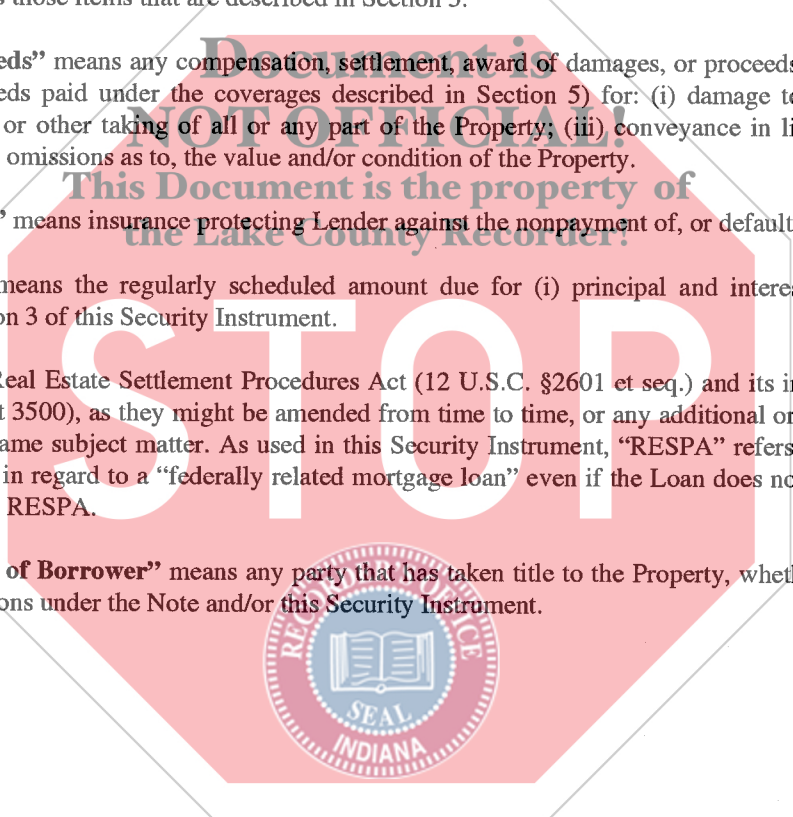 those items that are described in Section 5.
Document is
eds” means any compensation, settlement, award of damages, or proceeds
eds paid under the coverages described in Section 5) for: (i) damage to
NOT OFFICIAL!
or other taking of all or any part of the Property; (iii) conveyance in li
omissions as to, the value and/or condition of the Property.
This Document is the property of
” means insurance protecting Lender against the nonpayment of, or default
the Lake County Recorder!
means the regularly scheduled amount due for (i) principal and interes
on 3 of this Security Instrument.
STOP
Real Estate Settlement Procedures Act (12 U.S.C. §2601 et seq.) and its i
t 3500), as they might be amended from time to time, or any additional or
ame subject matter. As used in this Security Instrument, “RESPA” refers
in regard to a “federally related mortgage loan” even if the Loan does no
RESPA.
of Borrower” means any party that has taken title to the Property, wheth
ons under the Note and/or this Security Instrument.
RECORDER'S OFFICE
SEAL
INDIANA